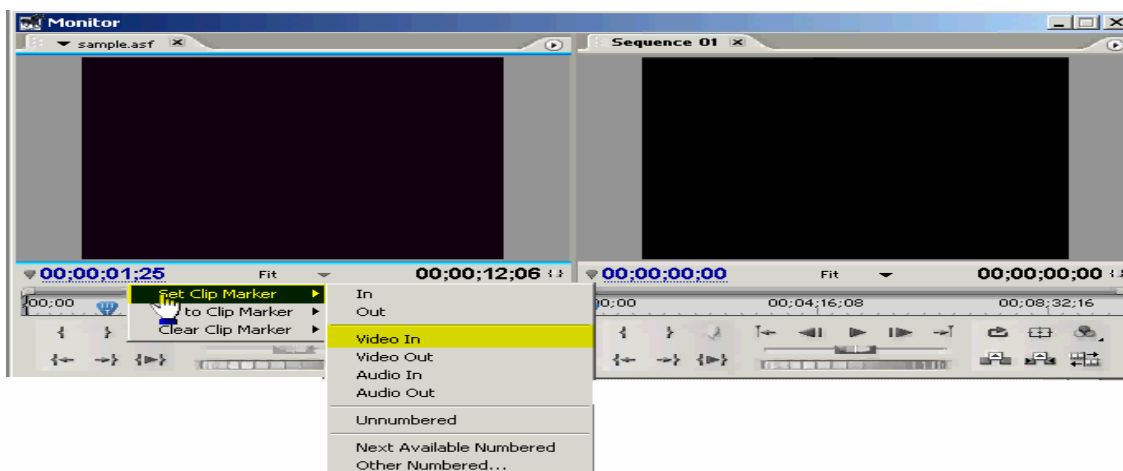 Monitor
sample.asf
Sequence 01
00;00;01;25 Fit 00;00;12;06
00;00;00;00 Fit 00;00;00;00
00;00
Set Clip Marker
to Clip Marker
Clear Clip Marker
In
Out
Video In
Video Out
Audio In
Audio Out
Unnumbered
Next Available Numbered
Other Numbered...
0;00 00;04;16;08 00;08;32;16